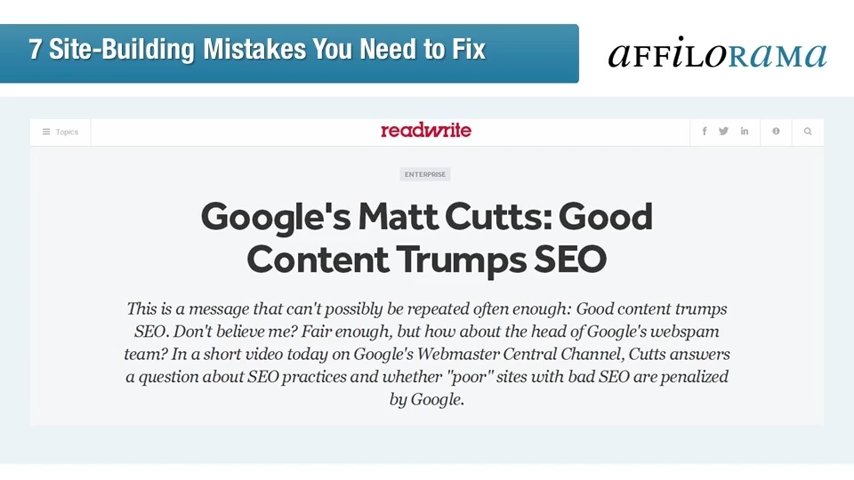 7 Site-Building Mistakes You Need to Fix
AFFiLORAMA
Topics
readwrite
ENTERPRISE
Google's Matt Cutts: Good
Content Trumps SEO
This is a message that can't possibly be repeated often enough: Good content trumps
SEO. Don't believe me? Fair enough, but how about the head of Google's webspam
team? In a short video today on Google's Webmaster Central Channel, Cutts answers
a question about SEO practices and whether "poor" sites with bad SEO are penalized
by Google.